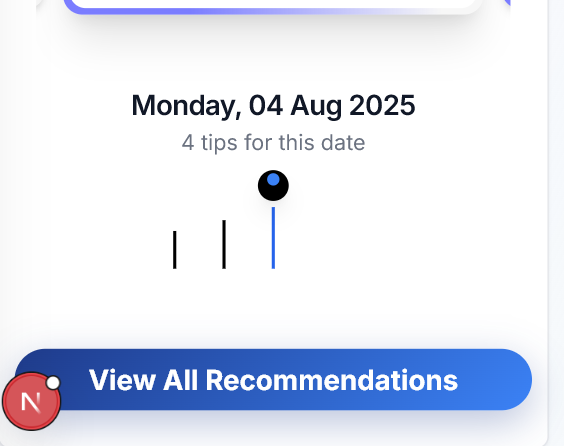 Monday, 04 Aug 2025
4 tips for this date
View All Recommendations
N